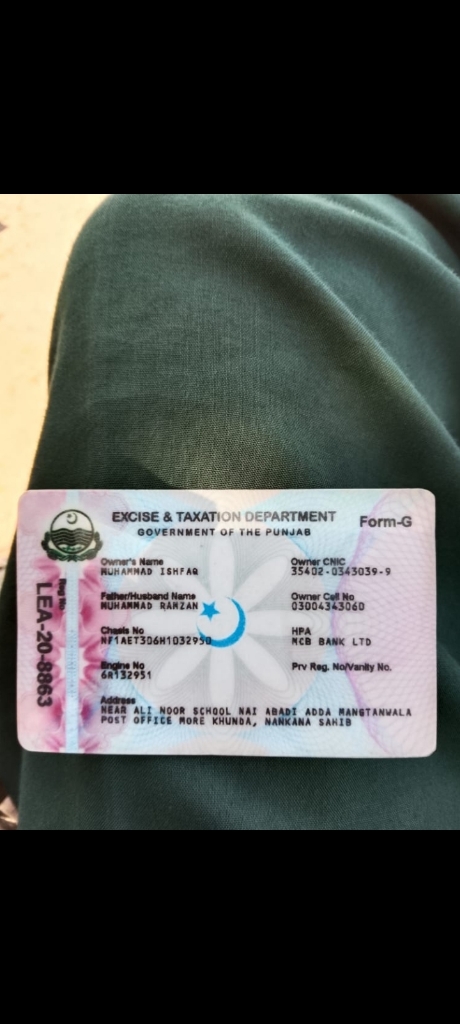 EXCISE & TAXATION DEPARTMENT
Form-G
GOVERNMENT OF THE PUNJAB
Reg No
LEA-20-8863
Owner's Name
MUHAMMAD ISHFAQ
Owner CNIC
35402-0343039-9
Father/Husband Name
MUHAMMAD RAMZAN
Owner Cell No
03004343060
Chasis No
NF1AET306H1032950
HPA
MCB BANK LTD
Engine No
6R132951
Prv Reg. No/Vanity No.
Address
NEAR ALI NOOR SCHOOL NAI ABADI ADDA MANGTANWALA
POST OFFICE MORE KHUNDA, NANKANA SAHIB